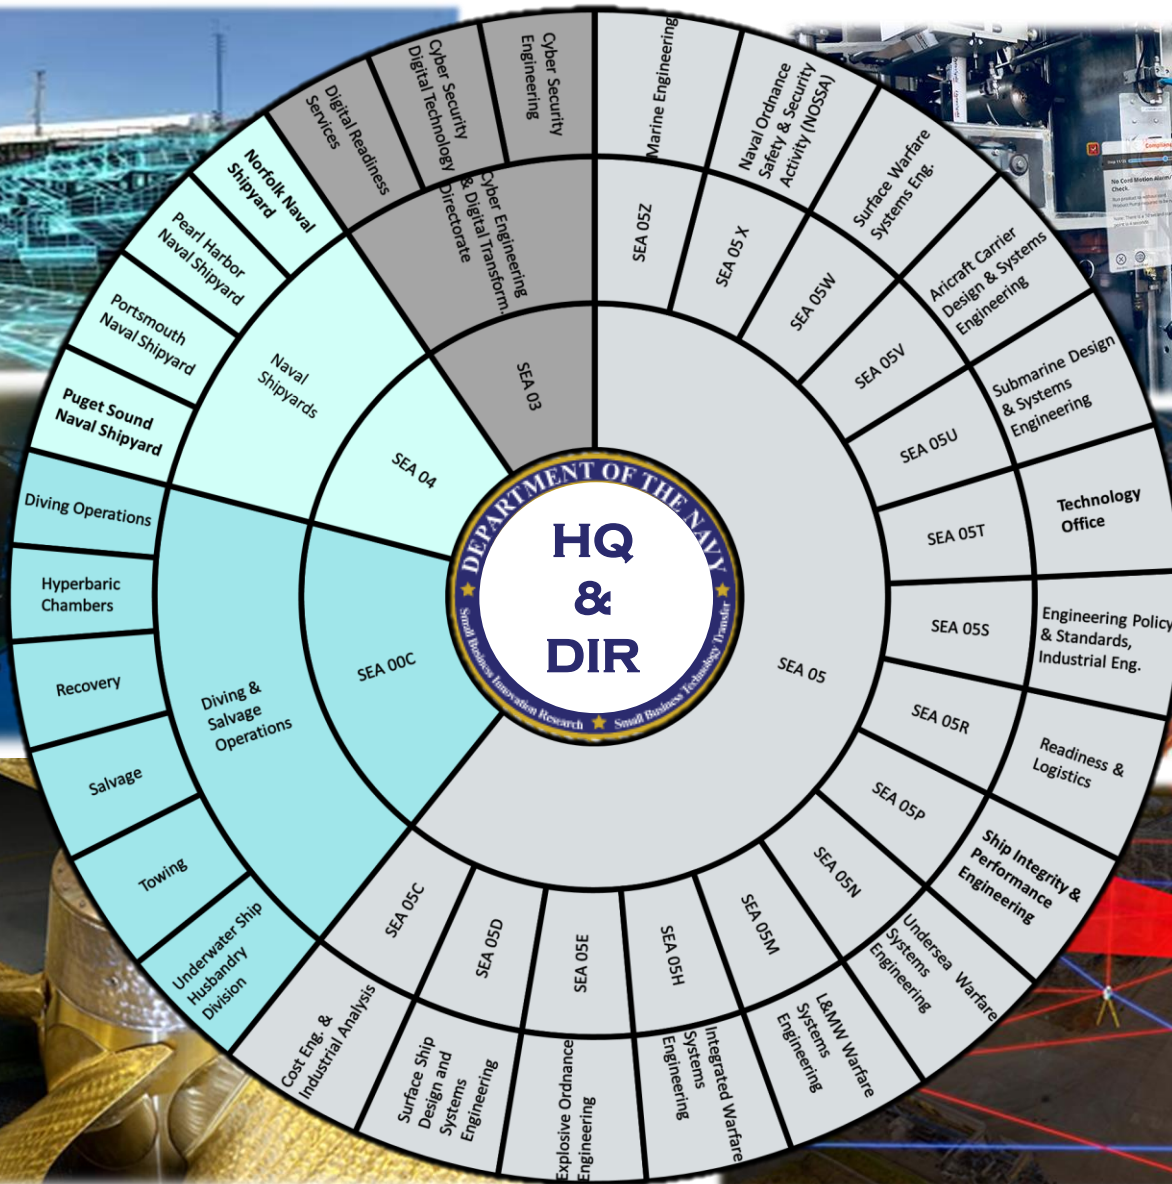 DEPARTMENT OF THE NAVY
Small Business Innovation Research ★ Small Business Technology Transfer
HQ
&
DIR
SEA 03
Cyber Engineering
& Digital Transform.
Directorate
Digital Readiness
Services
Cyber Security
Digital Technology
Cyber Security
Engineering
SEA 05
SEA 05Z
Marine Engineering
SEA 05 X
Naval Ordnance
Safety & Security
Activity (NOSSA)
SEA 05W
Surface Warfare
Systems Eng.
SEA 05V
Aricraft Carrier
Design & Systems
Engineering
SEA 05U
Submarine Design
& Systems
Engineering
SEA 05T
Technology
Office
SEA 05S
Engineering Policy
& Standards,
Industrial Eng.
SEA 05R
Readiness &
Logistics
SEA 05P
Ship Integrity &
Performance
Engineering
SEA 05N
Undersea Warfare
Systems
Engineering
SEA 05M
L&MW Warfare
Systems
Engineering
SEA 05H
Integrated Warfare
Systems
Engineering
SEA 05E
Explosive Ordnance
Engineering
SEA 05D
Surface Ship
Design and
Systems
Engineering
SEA 05C
Cost Eng. &
Industrial Analysis
SEA 00C
Diving &
Salvage
Operations
Underwater Ship
Husbandry
Division
Towing
Salvage
Recovery
Hyperbaric
Chambers
Diving Operations
SEA 04
Naval
Shipyards
Puget Sound
Naval Shipyard
Portsmouth
Naval Shipyard
Pearl Harbor
Naval Shipyard
Norfolk Naval
Shipyard
No Cord Motion Alarm/
Check.